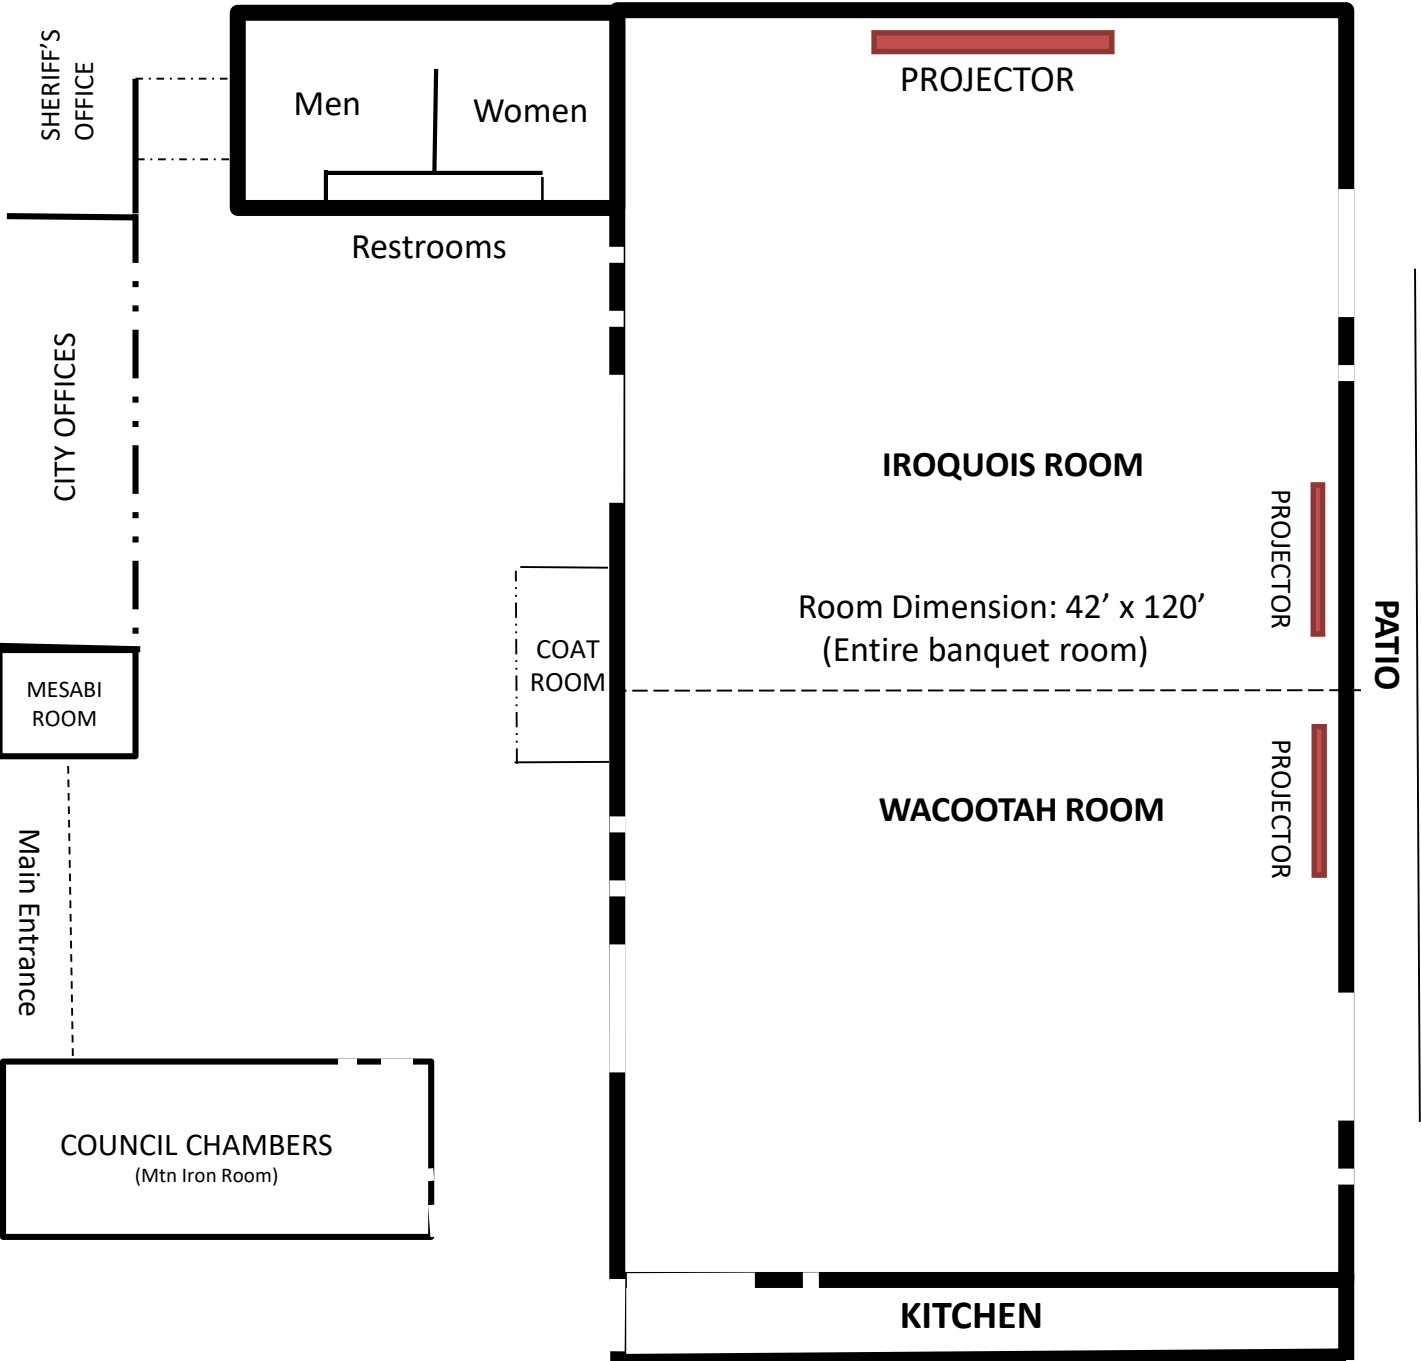 SHERIFF’S
OFFICE
Men
Women
Restrooms
PROJECTOR
CITY OFFICES
IROQUOIS ROOM
PROJECTOR
Room Dimension: 42’ x 120’
(Entire banquet room)
PATIO
COAT
ROOM
MESABI
ROOM
WACOOTAH ROOM
PROJECTOR
Main Entrance
COUNCIL CHAMBERS
(Mtn Iron Room)
KITCHEN